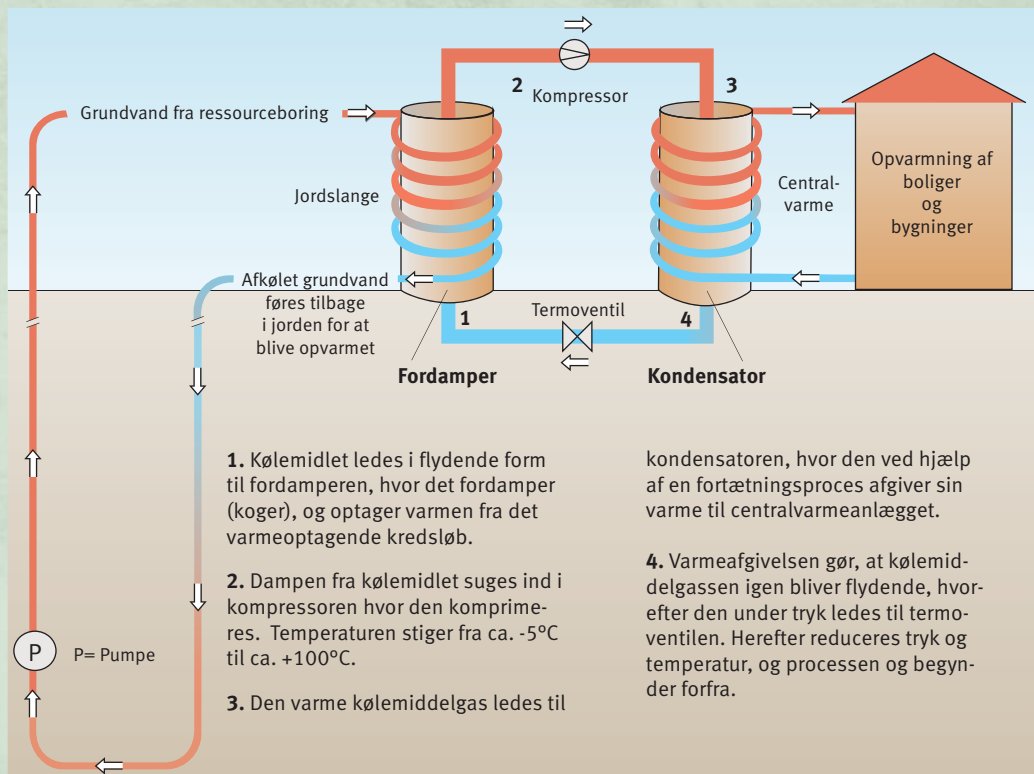 2
Kompressor
3
Grundvand fra ressourceboring
Jordslange
Central-
varme
Opvarmning af
boliger
og
bygninger
Afkølet grundvand
føres tilbage
i jorden for at
blive opvarmet
1
Termoventil
4
Fordamper
Kondensator
P
P= Pumpe
1. Kølemidlet ledes i flydende form
til fordamperen, hvor det fordamper
(koger), og optager varmen fra det
varmeoptagende kredsløb.
2. Dampen fra kølemidlet suges ind i
kompressoren hvor den komprime-
res. Temperaturen stiger fra ca. -5°C
til ca. +100°C.
3. Den varme kølemiddelgas ledes til
kondensatoren, hvor den ved hjælp
af en fortætningsproces afgiver sin
varme til centralvarmeanlægget.
4. Varmeafgivelsen gør, at kølemid-
delgassen igen bliver flydende, hvor-
efter den under tryk ledes til termo-
ventilen. Herefter reduceres tryk og
temperatur, og processen og begyn-
der forfra.